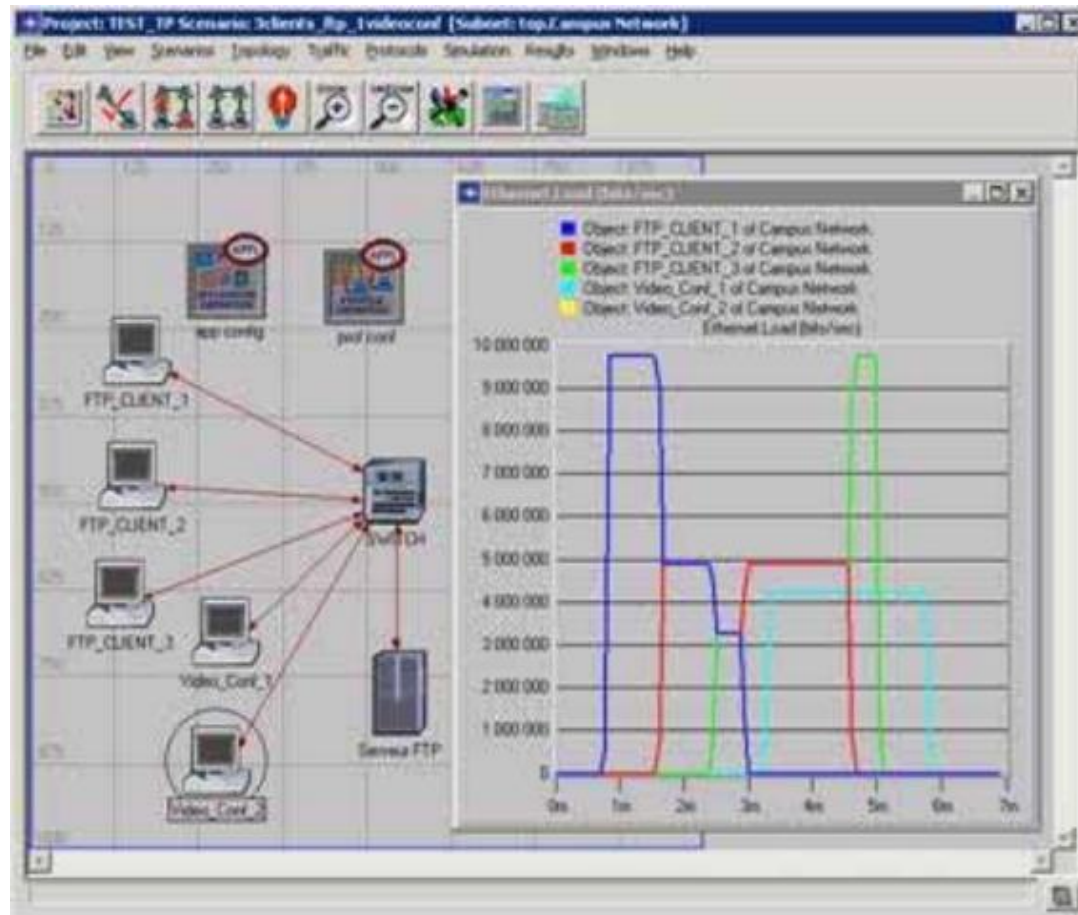 Project: TEST_TP Scenario: 3clients_ftp_1videoconf [Subnet: top.Campus Network]
File Edit View Scenarios Topology Traffic Protocols Simulation Results Windows Help
Ethernet.Load (bits/sec)
Object: FTP_CLIENT_1 of Campus Network
Object: FTP_CLIENT_2 of Campus Network
Object: FTP_CLIENT_3 of Campus Network
Object: Video_Conf_1 of Campus Network
Object: Video_Conf_2 of Campus Network
Ethernet.Load (bits/sec)
10 000 000
9 000 000
8 000 000
7 000 000
6 000 000
5 000 000
4 000 000
3 000 000
2 000 000
1 000 000
0
0m 1m 2m 3m 4m 5m 6m 7m
APPL
app config
prof conf
FTP_CLIENT_1
FTP_CLIENT_2
SWITCH
FTP_CLIENT_3
Video_Conf_1
Serveur FTP
Video_Conf_2